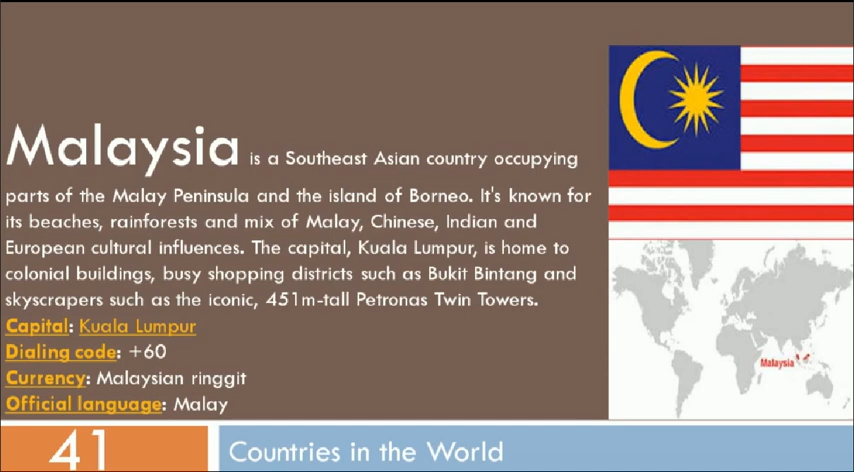 Malaysia is a Southeast Asian country occupying
parts of the Malay Peninsula and the island of Borneo. It's known for
its beaches, rainforests and mix of Malay, Chinese, Indian and
European cultural influences. The capital, Kuala Lumpur, is home to
colonial buildings, busy shopping districts such as Bukit Bintang and
skyscrapers such as the iconic, 451m-tall Petronas Twin Towers.
Capital: Kuala Lumpur
Dialing code: +60
Currency: Malaysian ringgit
Official language: Malay
Malaysia
41
Countries in the World